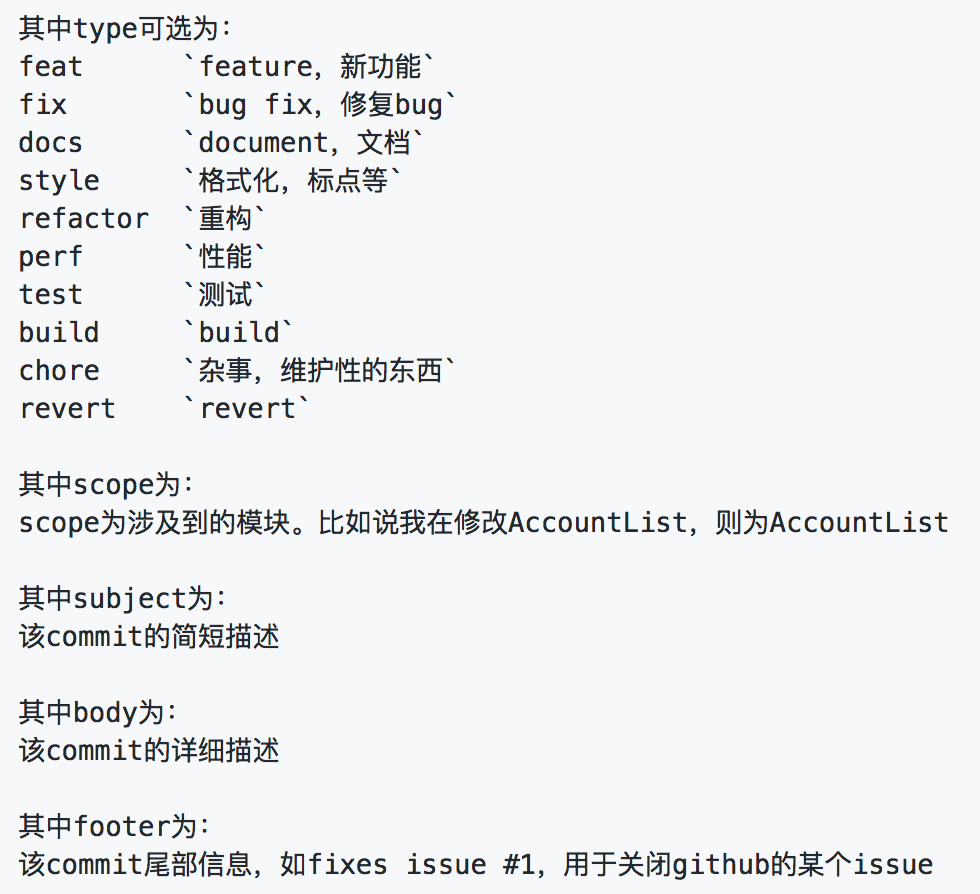 其中type可选为：
feat `feature，新功能`
fix `bug fix，修复bug`
docs `document，文档`
style `格式化，标点等`
refactor `重构`
perf `性能`
test `测试`
build `build`
chore `杂事，维护性的东西`
revert `revert`
其中scope为：
scope为涉及到的模块。比如说我在修改AccountList，则为AccountList
其中subject为：
该commit的简短描述
其中body为：
该commit的详细描述
其中footer为：
该commit尾部信息，如fixes issue #1，用于关闭github的某个issue